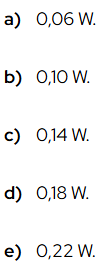 a) 0,06 W.
b) 0,10 W.
c) 0,14 W.
d) 0,18 W.
e) 0,22 W.